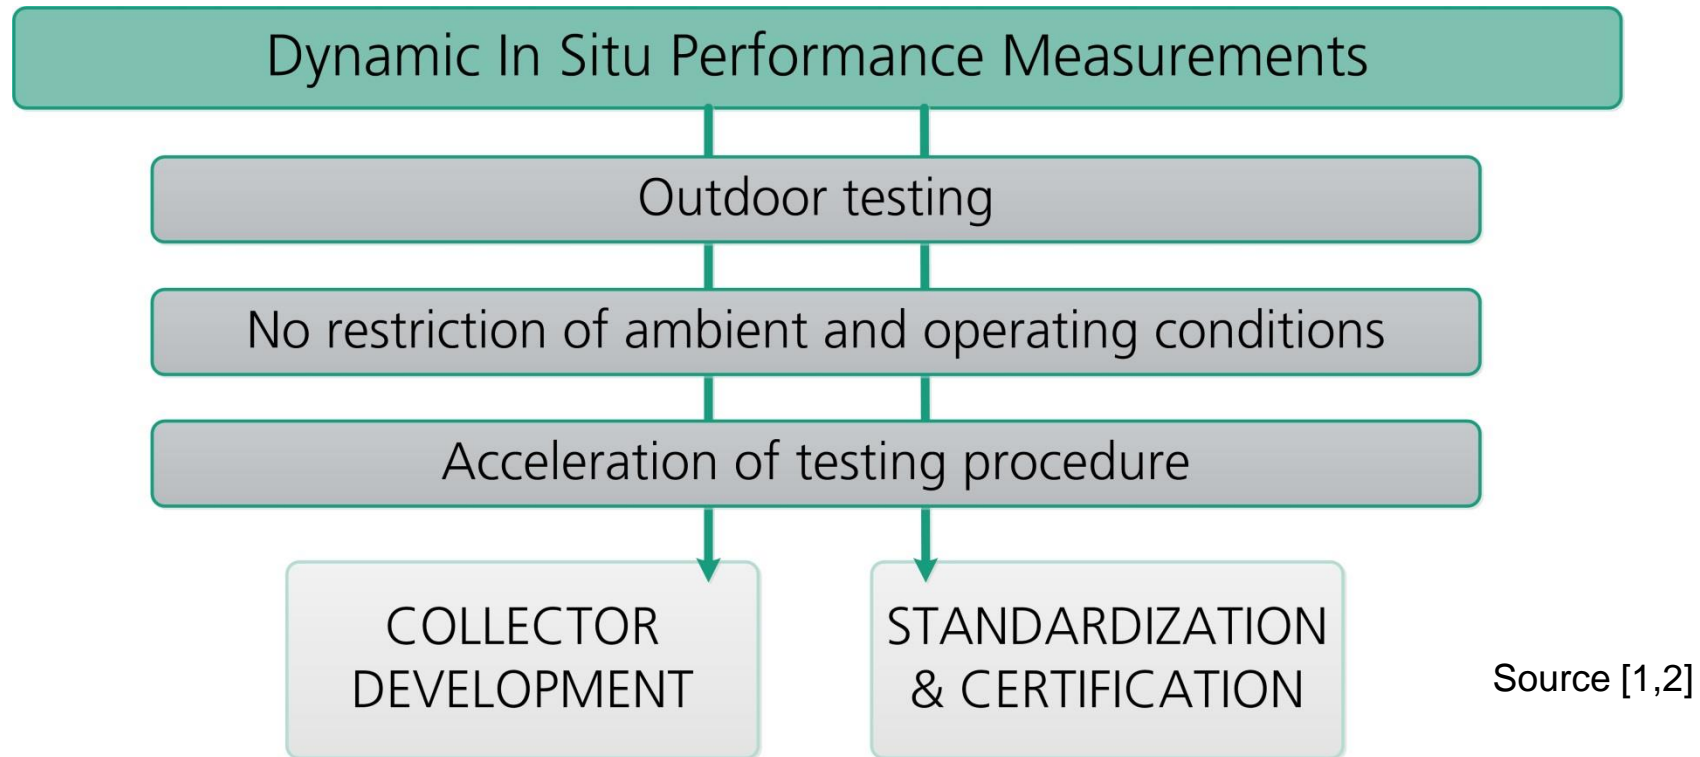 Dynamic In Situ Performance Measurements
Outdoor testing
No restriction of ambient and operating conditions
Acceleration of testing procedure
COLLECTOR
DEVELOPMENT
STANDARDIZATION
& CERTIFICATION
Source [1,2]